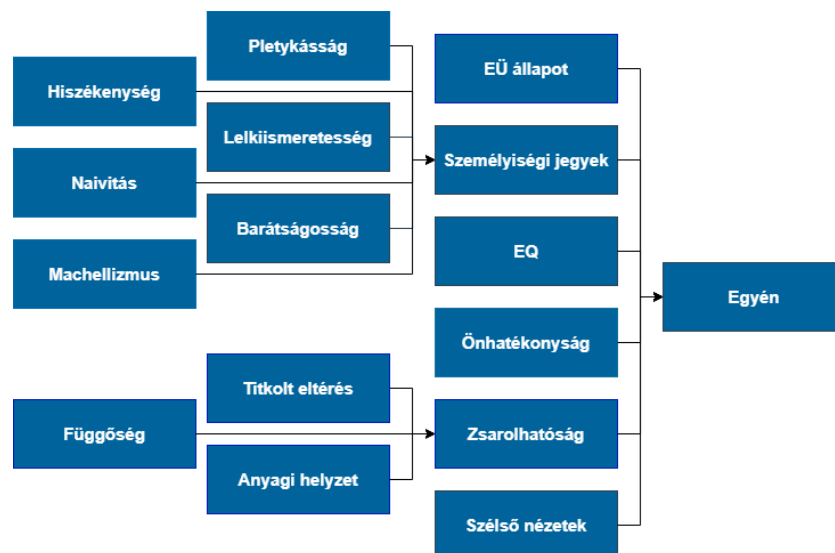 Pletykásság
EÜ állapot
Hiszékenység
Lelkiismeretesség
Személyiségi jegyek
Naivitás
Barátságosság
EQ
Machellizmus
Egyén
Önhatékonyság
Titkolt eltérés
Függőség
Zsarolhatóság
Anyagi helyzet
Szélső nézetek